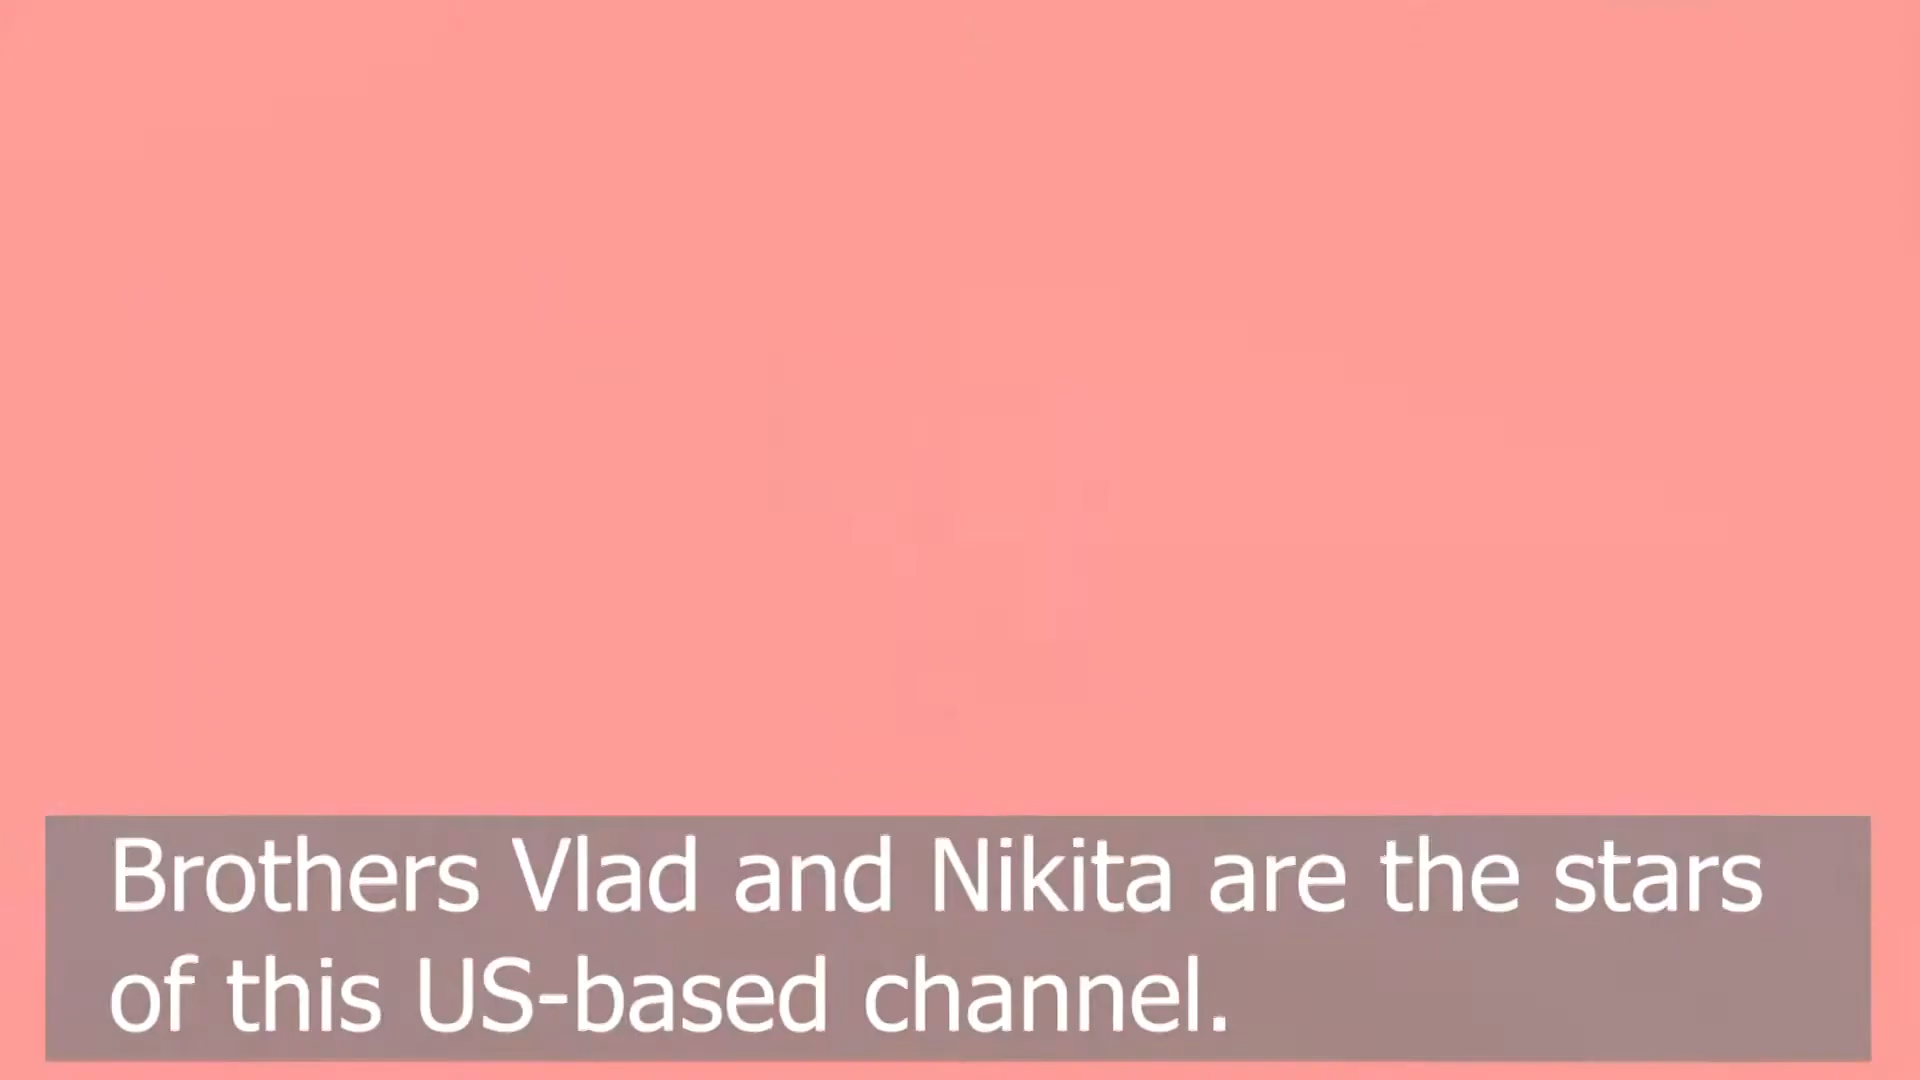 Brothers Vlad and Nikita are the stars
of this US-based channel.